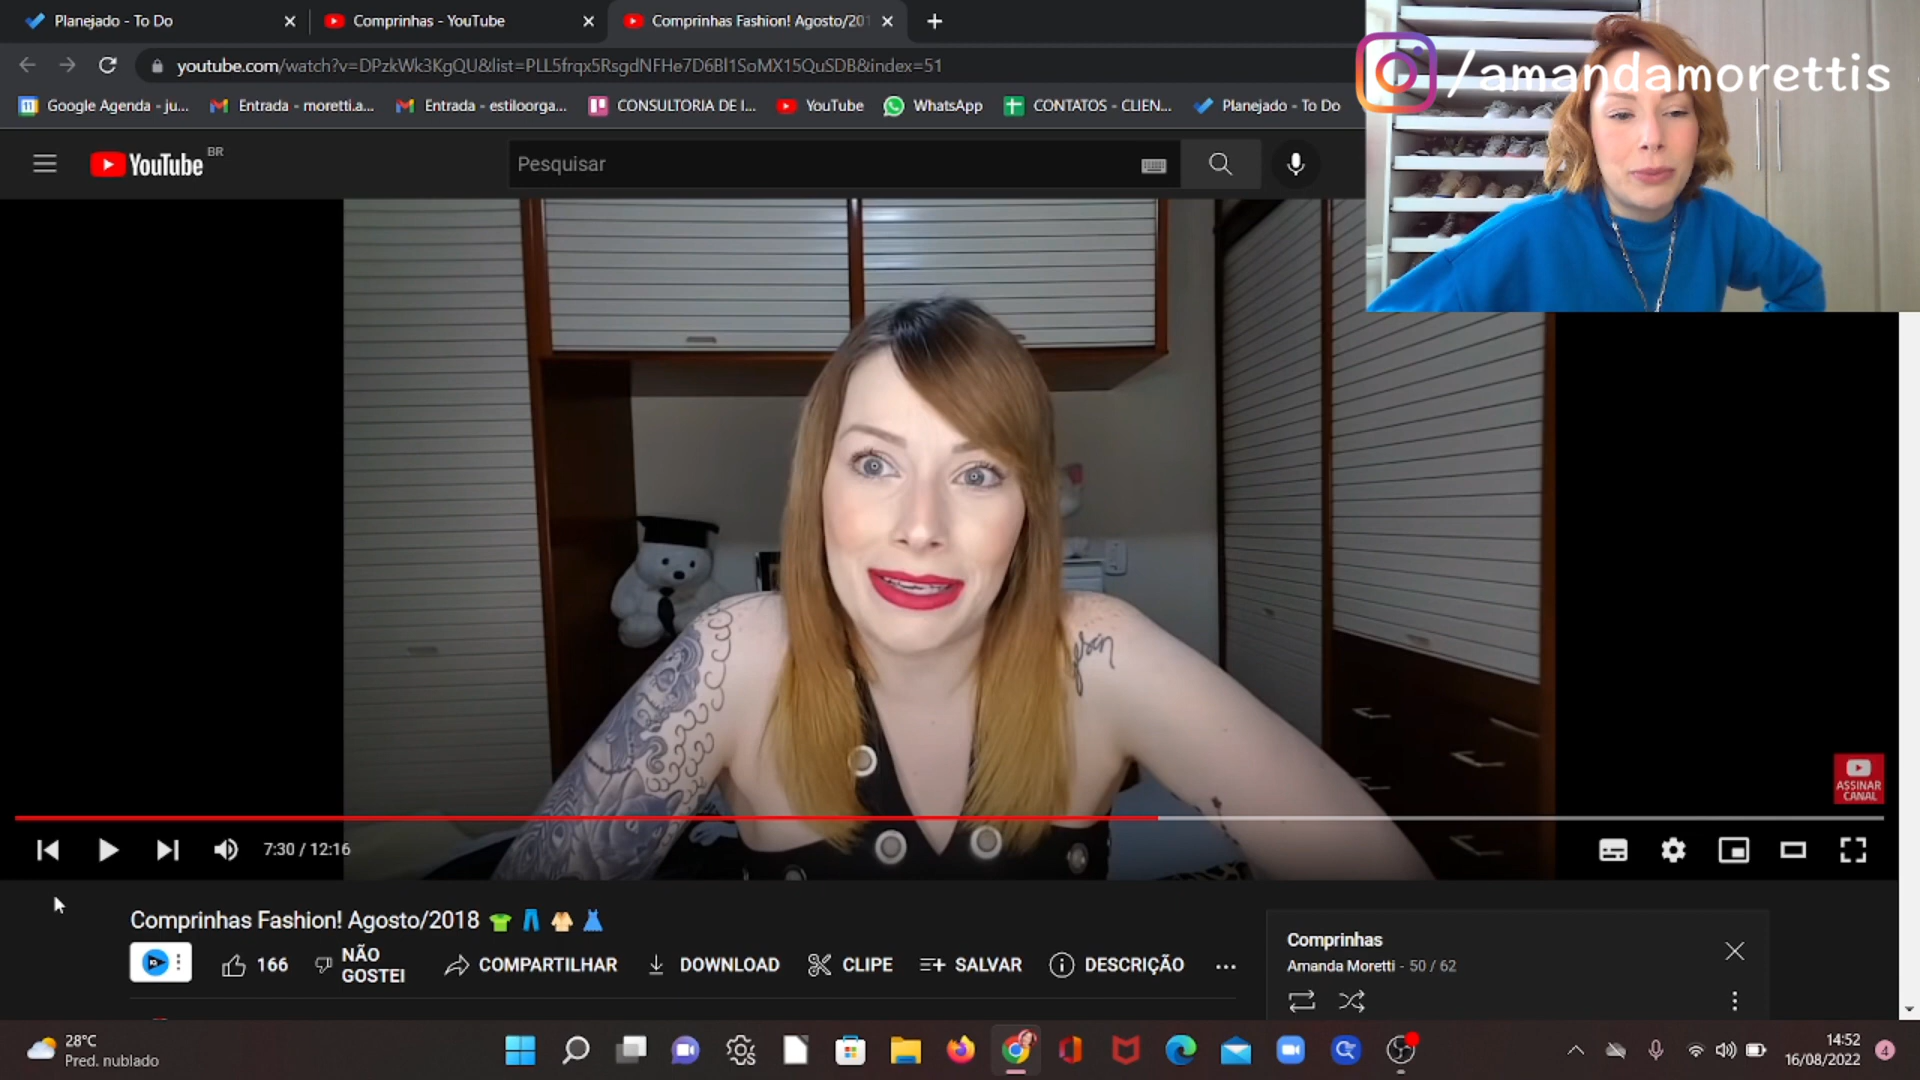 Planejado - To Do
Comprinhas - YouTube
Comprinhas Fashion! Agosto/201
youtube.com/watch?v=DPzkWk3KgQU&list=PLL5frqx5RsgdNFHe7D6Bl1SoMX15QuSDB&index=51
/amandamorettis
Google Agenda - ju...
Entrada - moretti.a...
Entrada - estiloorga...
CONSULTORIA DE I...
YouTube
WhatsApp
CONTATOS - CLIEN...
Planejado - To Do
YouTube BR
Pesquisar
ASSINAR
CANAL
7:30 / 12:16
Comprinhas Fashion! Agosto/2018
166
NÃO
GOSTEI
COMPARTILHAR
DOWNLOAD
CLIPE
SALVAR
DESCRIÇÃO
Comprinhas
Amanda Moretti - 50 / 62
28°C
Pred. nublado
14:52
16/08/2022
4